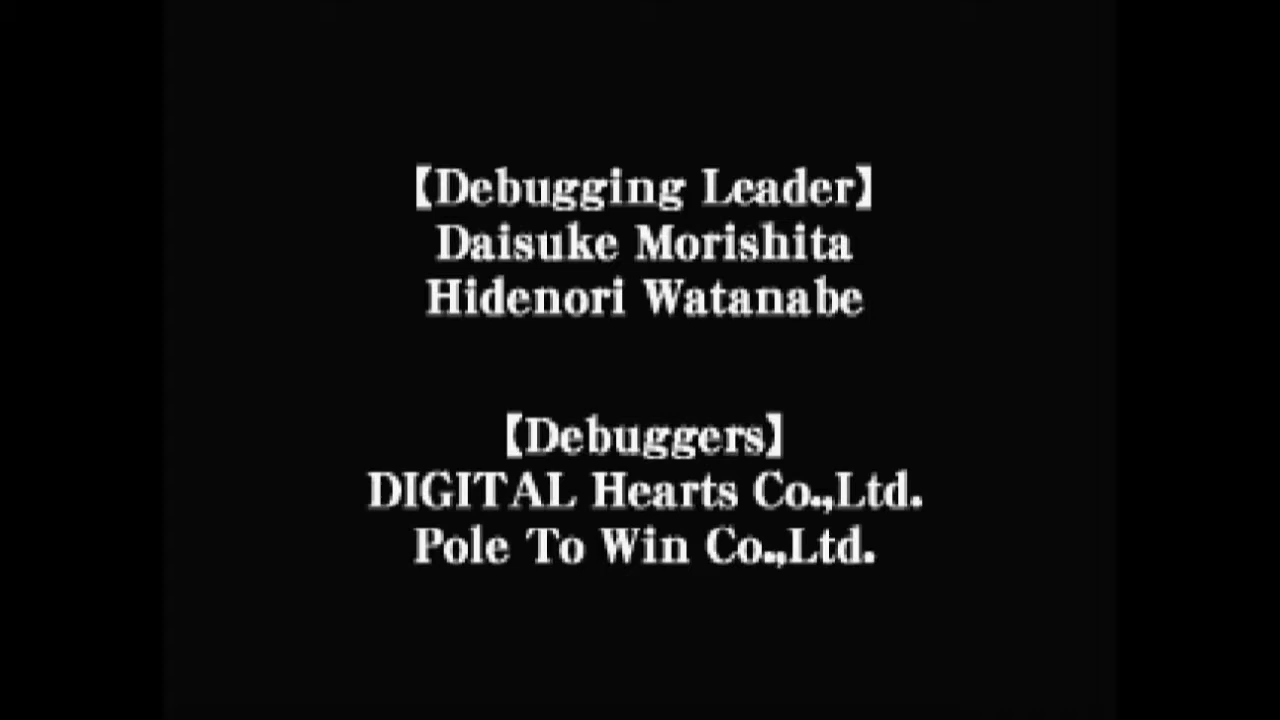 【Debugging Leader】
Daisuke Morishita
Hidenori Watanabe
【Debuggers】
DIGITAL Hearts Co.,Ltd.
Pole To Win Co.,Ltd.